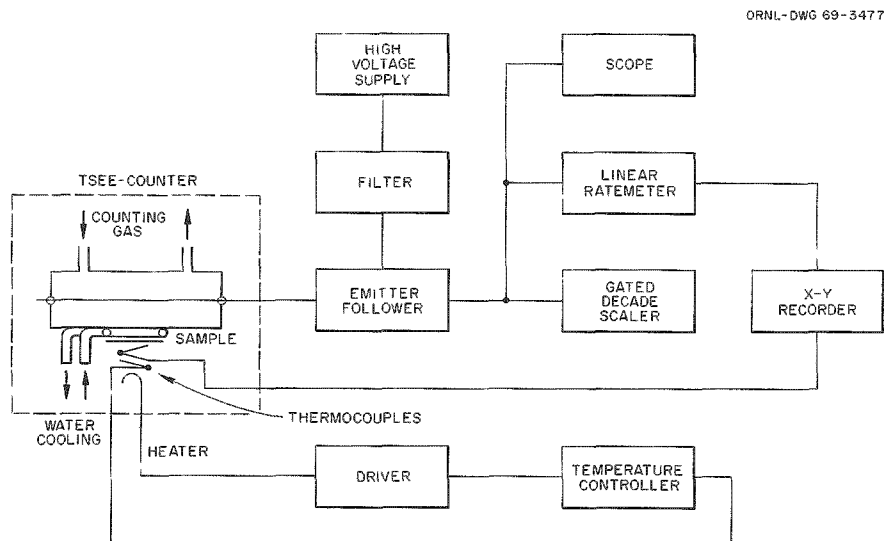 ORNL-DWG 69-3477
HIGH
VOLTAGE
SUPPLY
SCOPE
FILTER
LINEAR
RATEMETER
TSEE-COUNTER
COUNTING
GAS
EMITTER
FOLLOWER
GATED
DECADE
SCALER
X-Y
RECORDER
SAMPLE
THERMOCOUPLES
WATER
COOLING
HEATER
DRIVER
TEMPERATURE
CONTROLLER